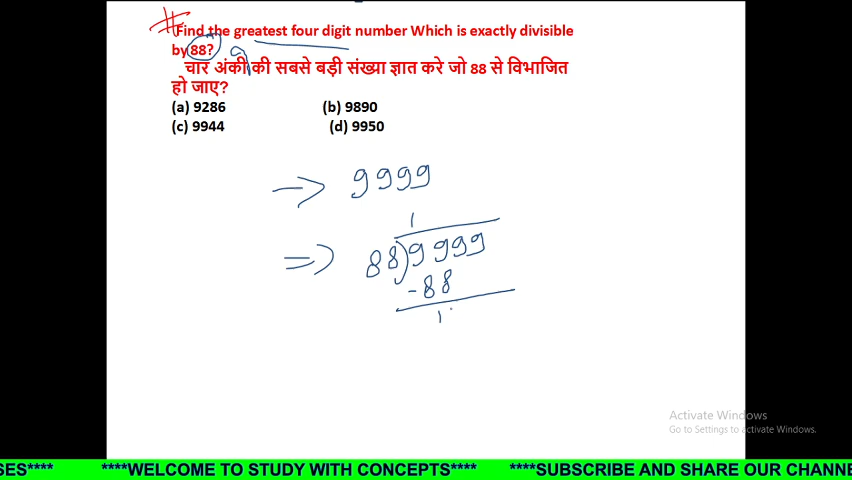 Find the greatest four digit number Which is exactly divisible
by 88?
चार अंकी की सबसे बड़ी संख्या ज्ञात करे जो 88 से विभाजित
हो जाए?
(a) 9286 (b) 9890
(c) 9944 (d) 9950
9999
1
88)9999
-88
1
Activate Windows
Go to Settings to activate Windows.
SES**** ****WELCOME TO STUDY WITH CONCEPTS**** ****SUBSCRIBE AND SHARE OUR CHANNE